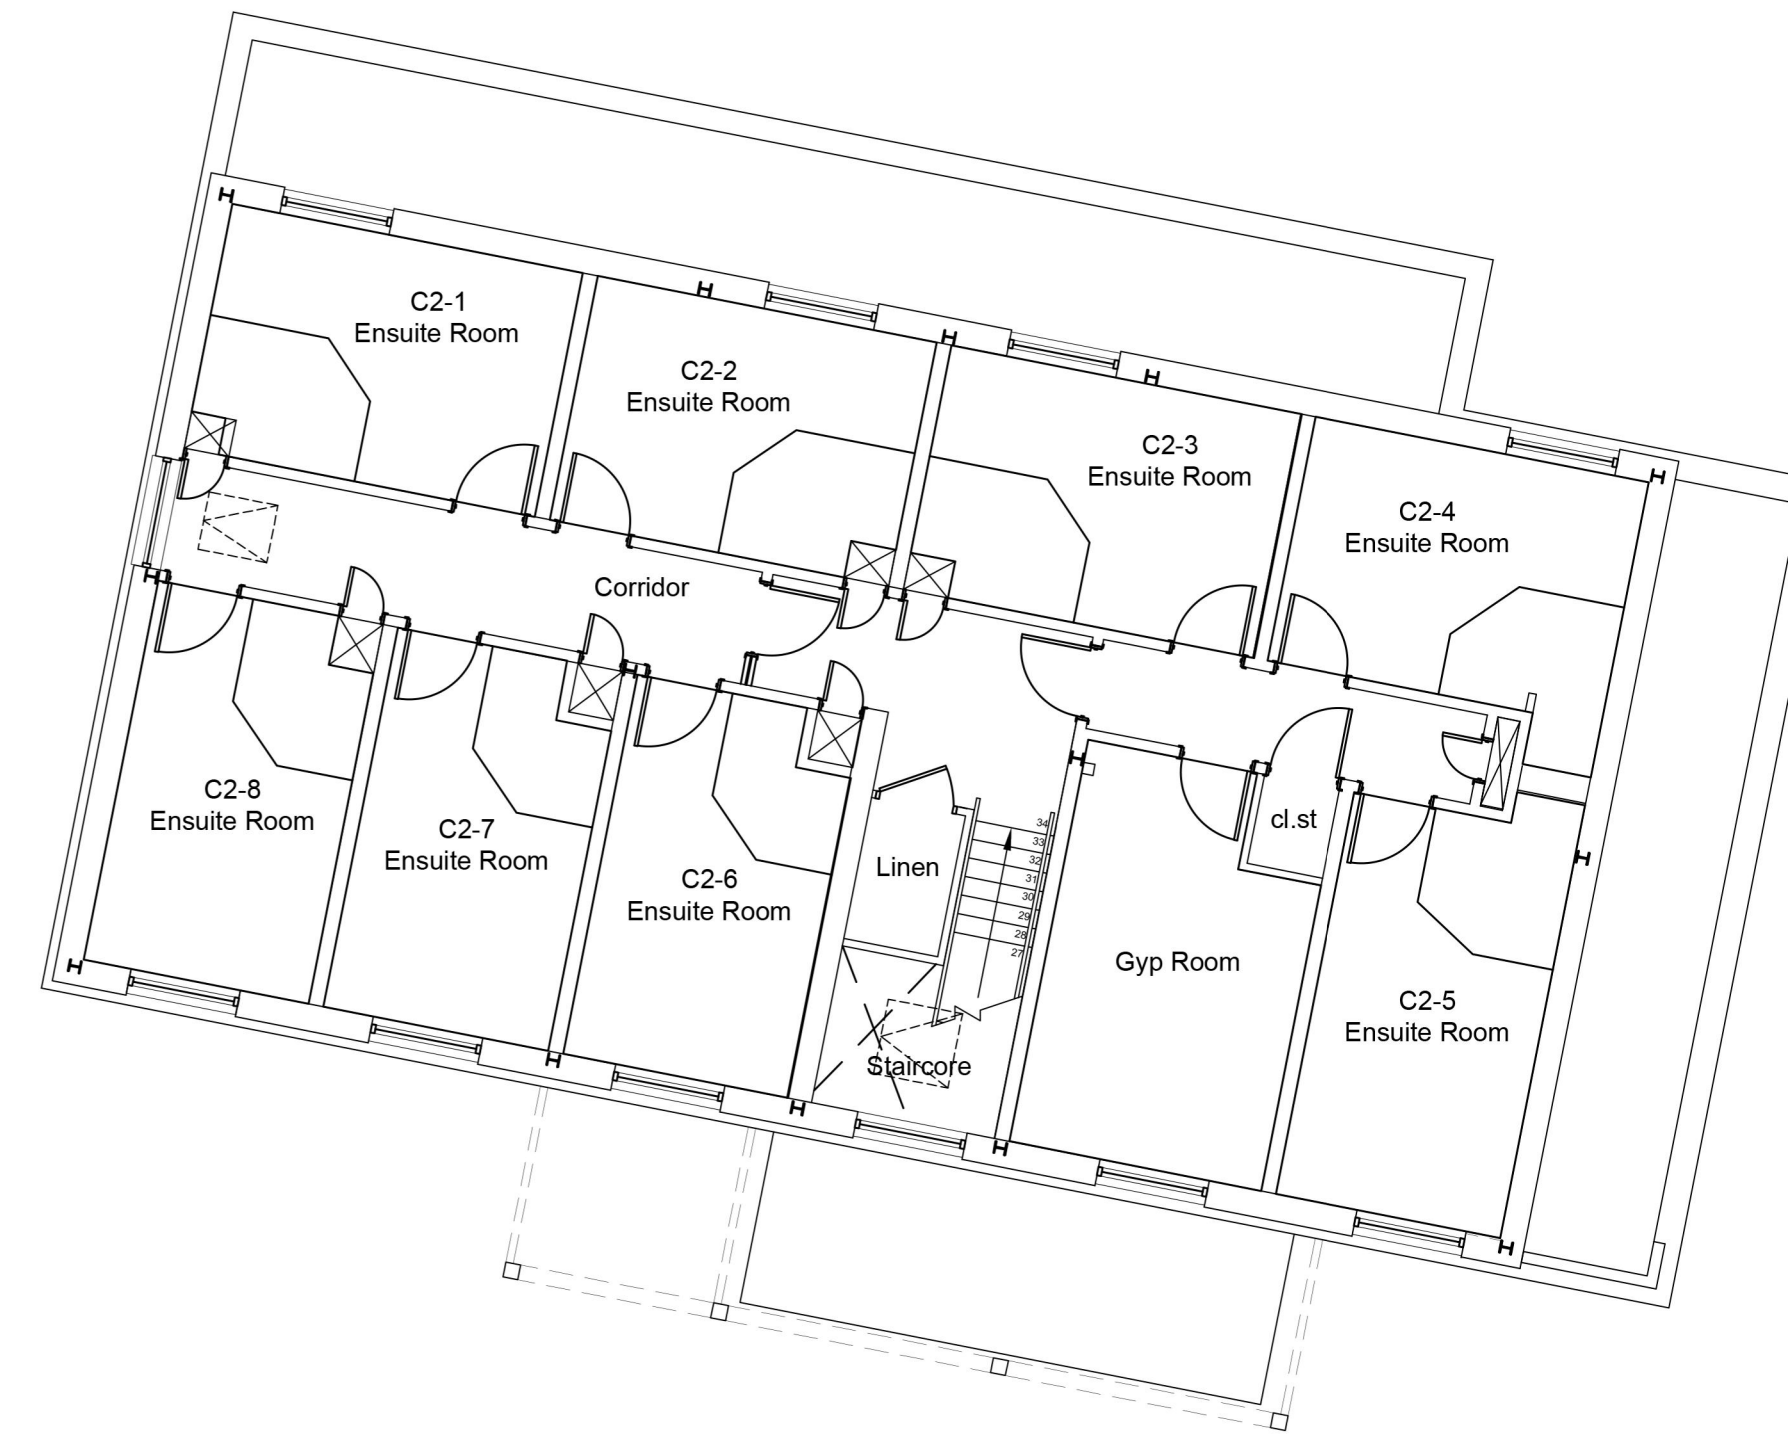 C2-1
Ensuite Room
C2-2
Ensuite Room
C2-3
Ensuite Room
C2-4
Ensuite Room
Corridor
C2-8
Ensuite Room
C2-7
Ensuite Room
C2-6
Ensuite Room
Linen
34
33
32
31
30
29
28
27
cl.st
Gyp Room
C2-5
Ensuite Room
Staircore